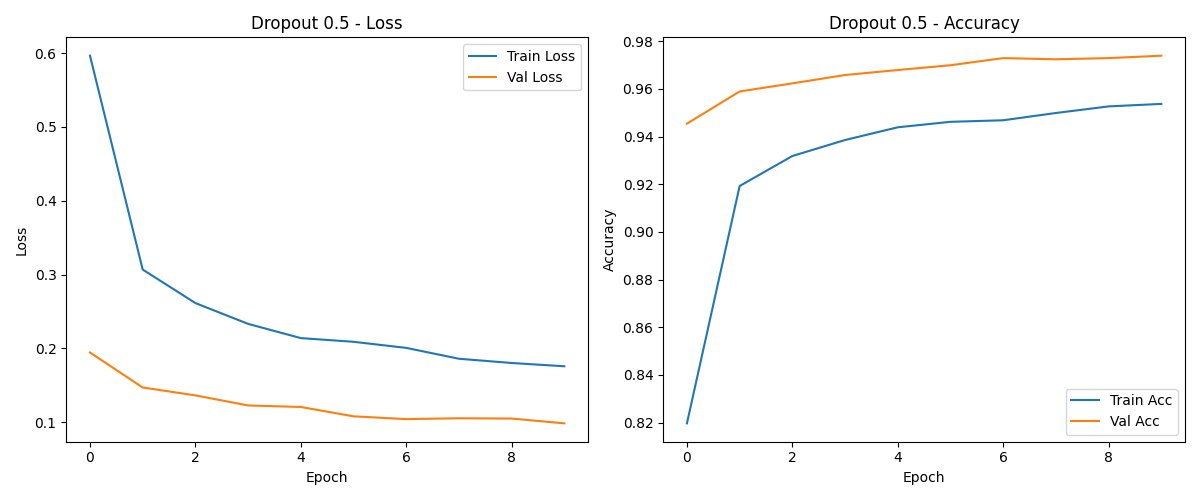 Dropout 0.5 - Loss
Loss
0.6
0.5
0.4
0.3
0.2
0.1
Train Loss
Val Loss
0 2 4 6 8
Epoch
Dropout 0.5 - Accuracy
Accuracy
0.98
0.96
0.94
0.92
0.90
0.88
0.86
0.84
0.82
Train Acc
Val Acc
0 2 4 6 8
Epoch